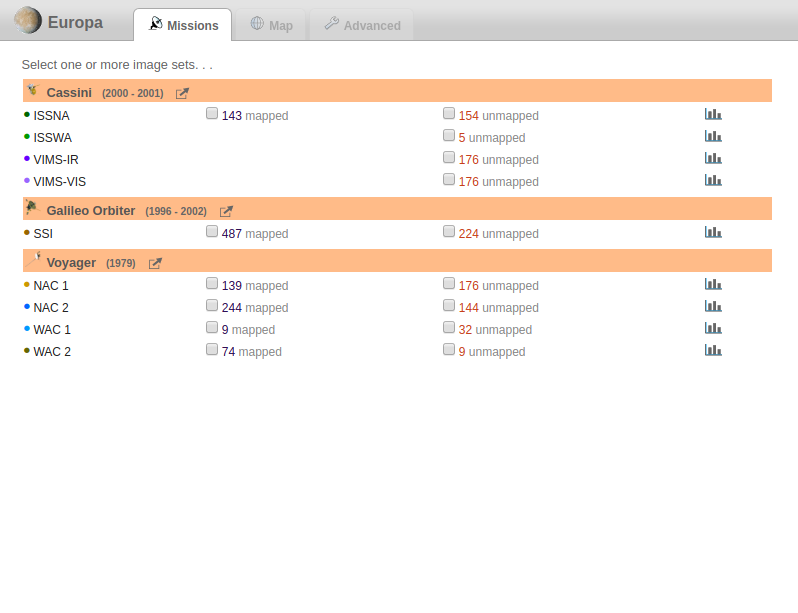 Europa Missions Map Advanced
Select one or more image sets. . .
Cassini (2000 - 2001)
ISSNA 143 mapped 154 unmapped
ISSWA 5 unmapped
VIMS-IR 176 unmapped
VIMS-VIS 176 unmapped
Galileo Orbiter (1996 - 2002)
SSI 487 mapped 224 unmapped
Voyager (1979)
NAC 1 139 mapped 176 unmapped
NAC 2 244 mapped 144 unmapped
WAC 1 9 mapped 32 unmapped
WAC 2 74 mapped 9 unmapped